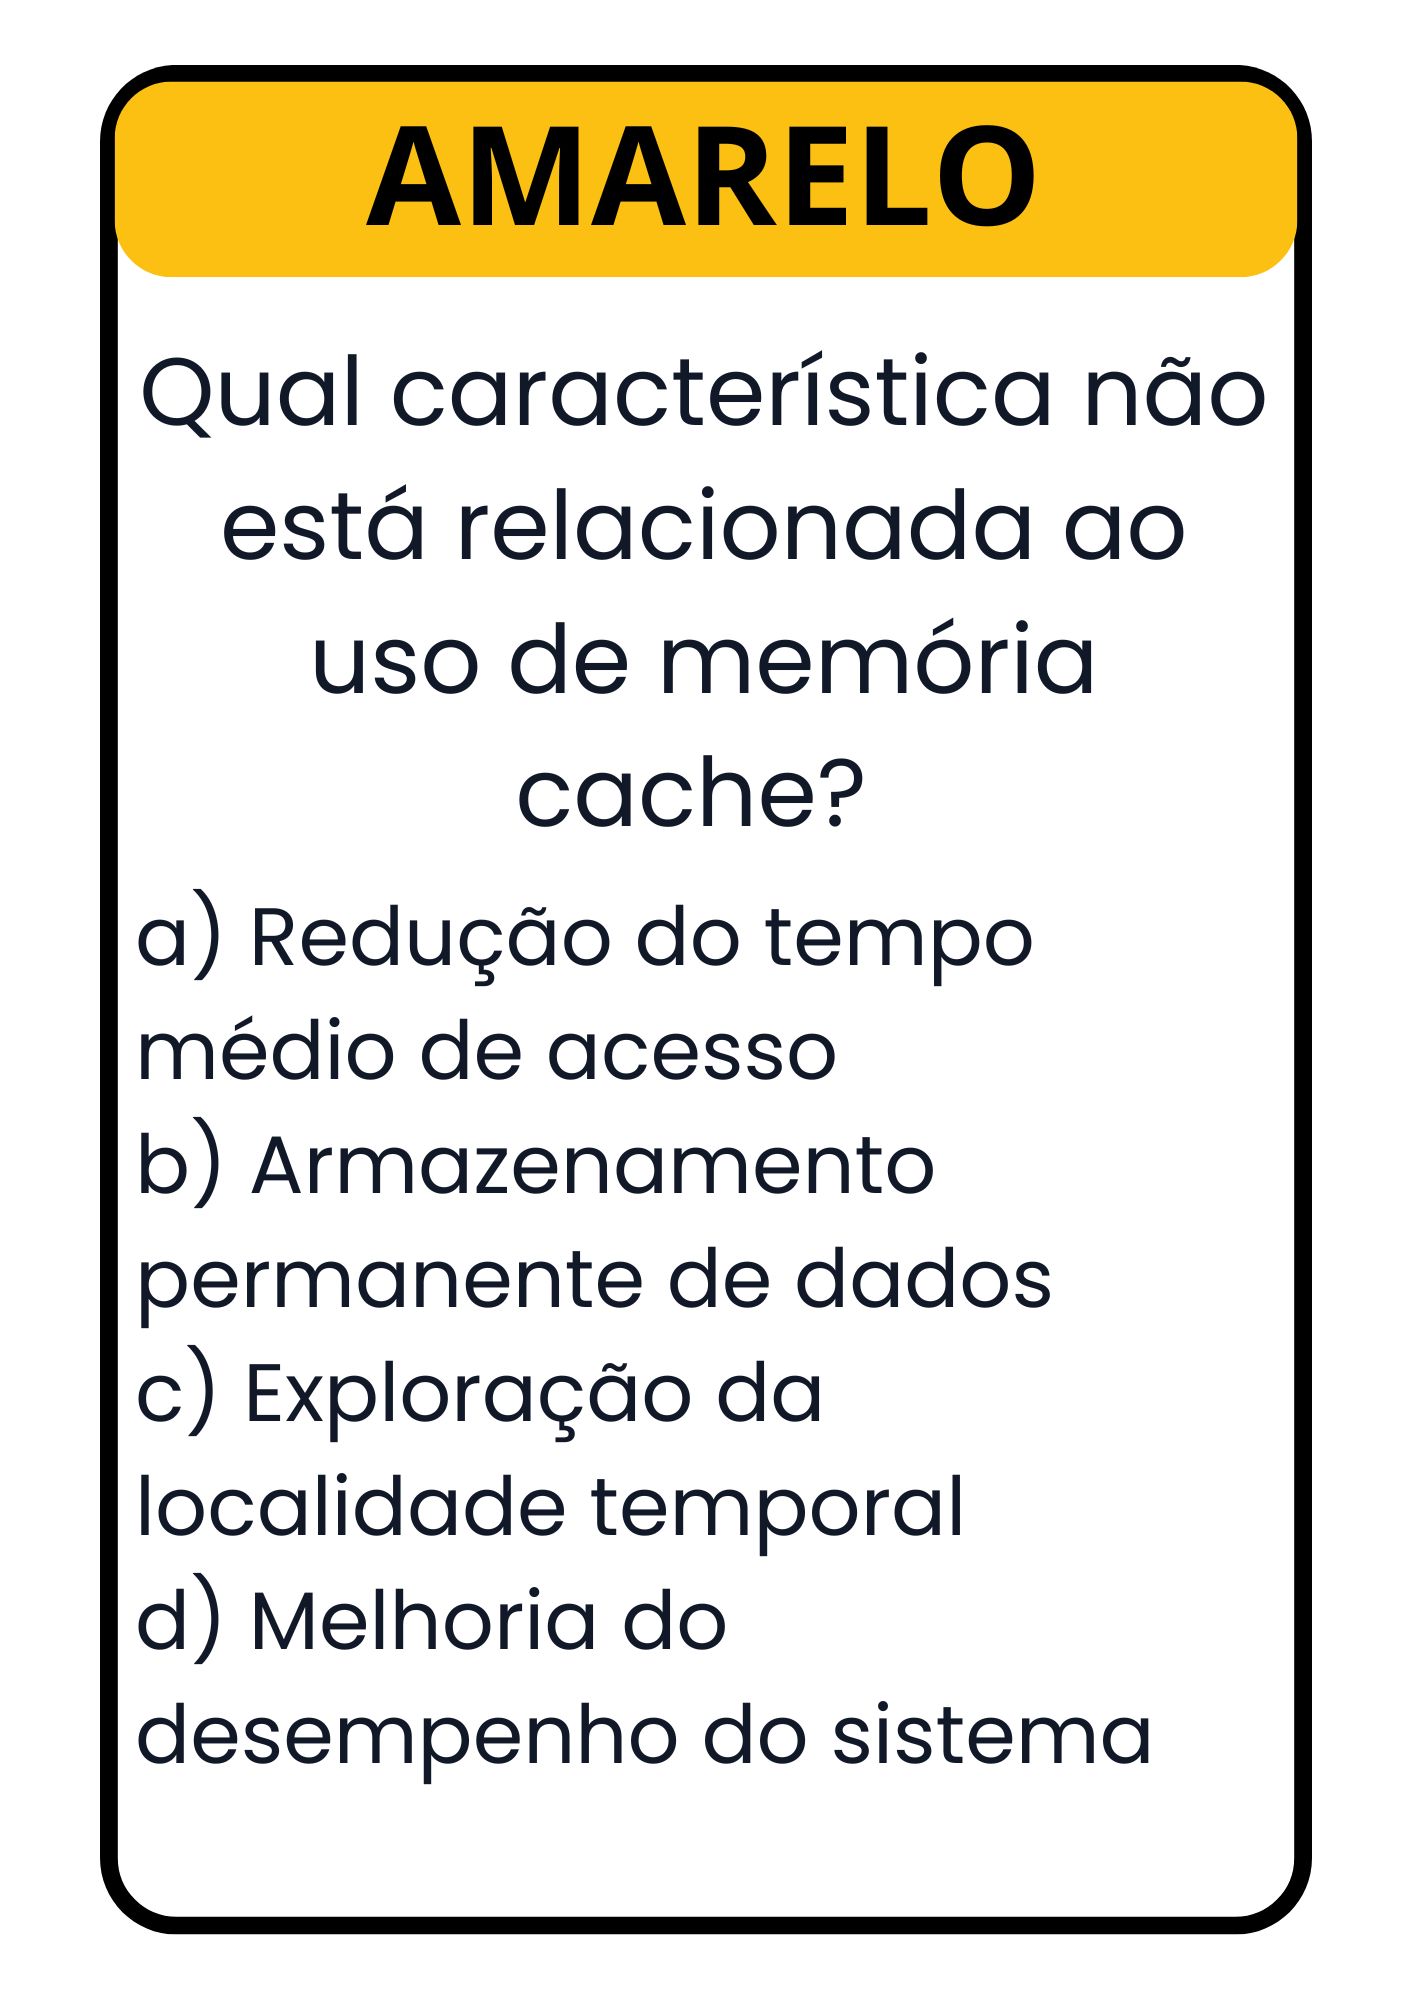 AMARELO
Qual característica não
está relacionada ao
uso de memória
cache?
a) Redução do tempo
médio de acesso
b) Armazenamento
permanente de dados
c) Exploração da
localidade temporal
d) Melhoria do
desempenho do sistema